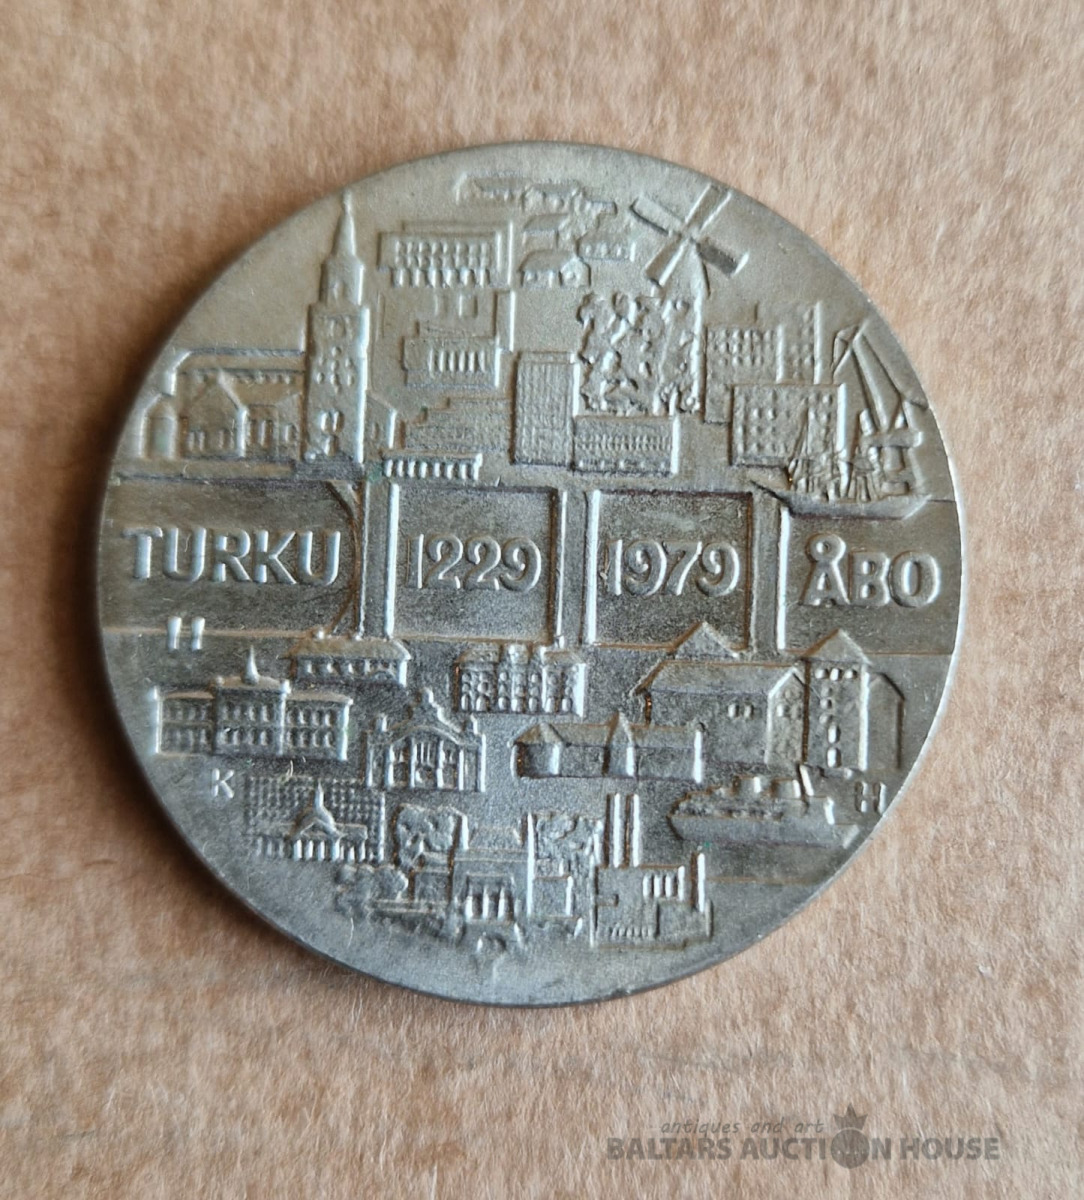 TURKU 1229 1979 ÅBO
K H
antiques and art
BALTARS AUCTION HOUSE